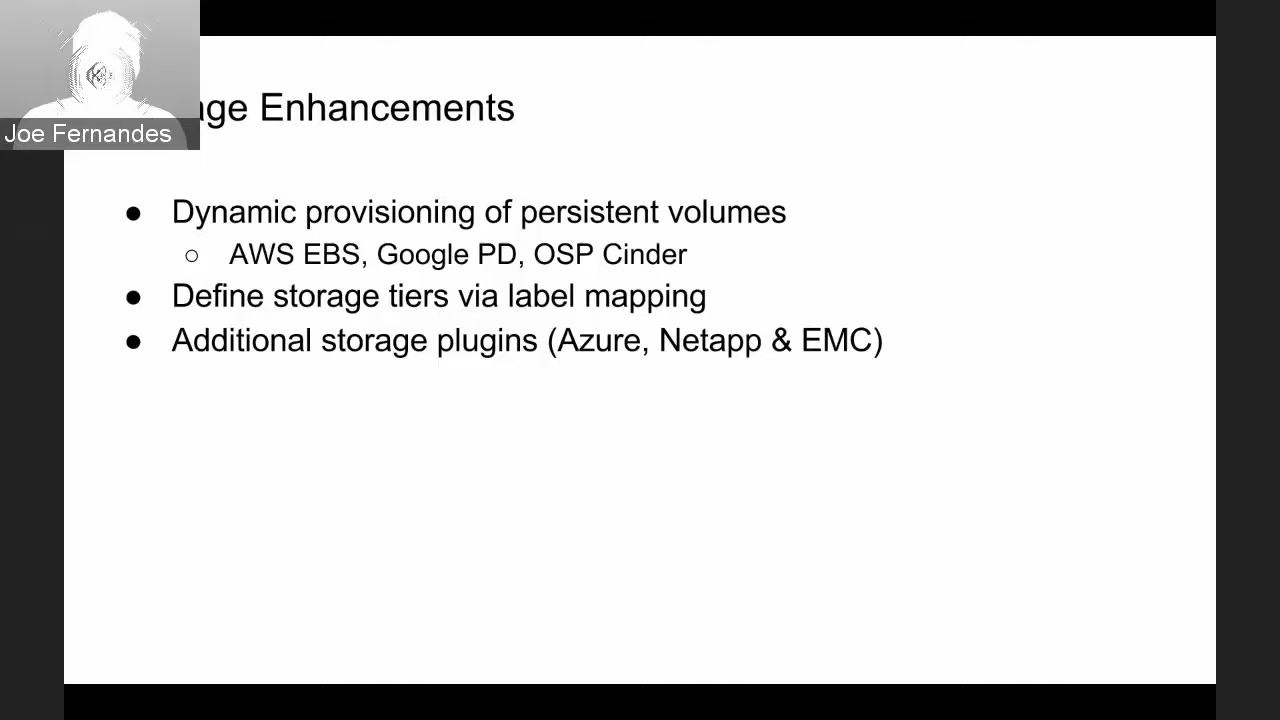 Joe Fernandes
Enhancements
● Dynamic provisioning of persistent volumes
○ AWS EBS, Google PD, OSP Cinder
● Define storage tiers via label mapping
● Additional storage plugins (Azure, Netapp & EMC)